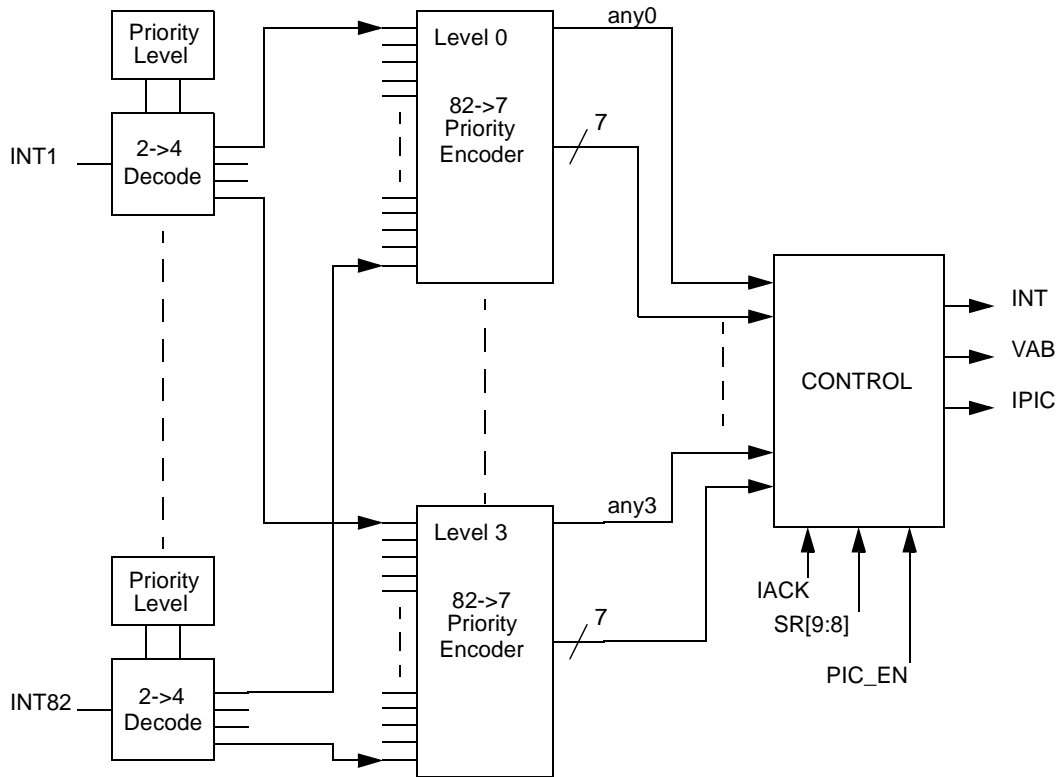 Priority
Level
INT1
2->4
Decode
Level 0
82->7
Priority
Encoder
any0
7
INT
VAB
IPIC
CONTROL
any3
Level 3
82->7
Priority
Encoder
7
IACK
SR[9:8]
PIC_EN
Priority
Level
INT82
2->4
Decode